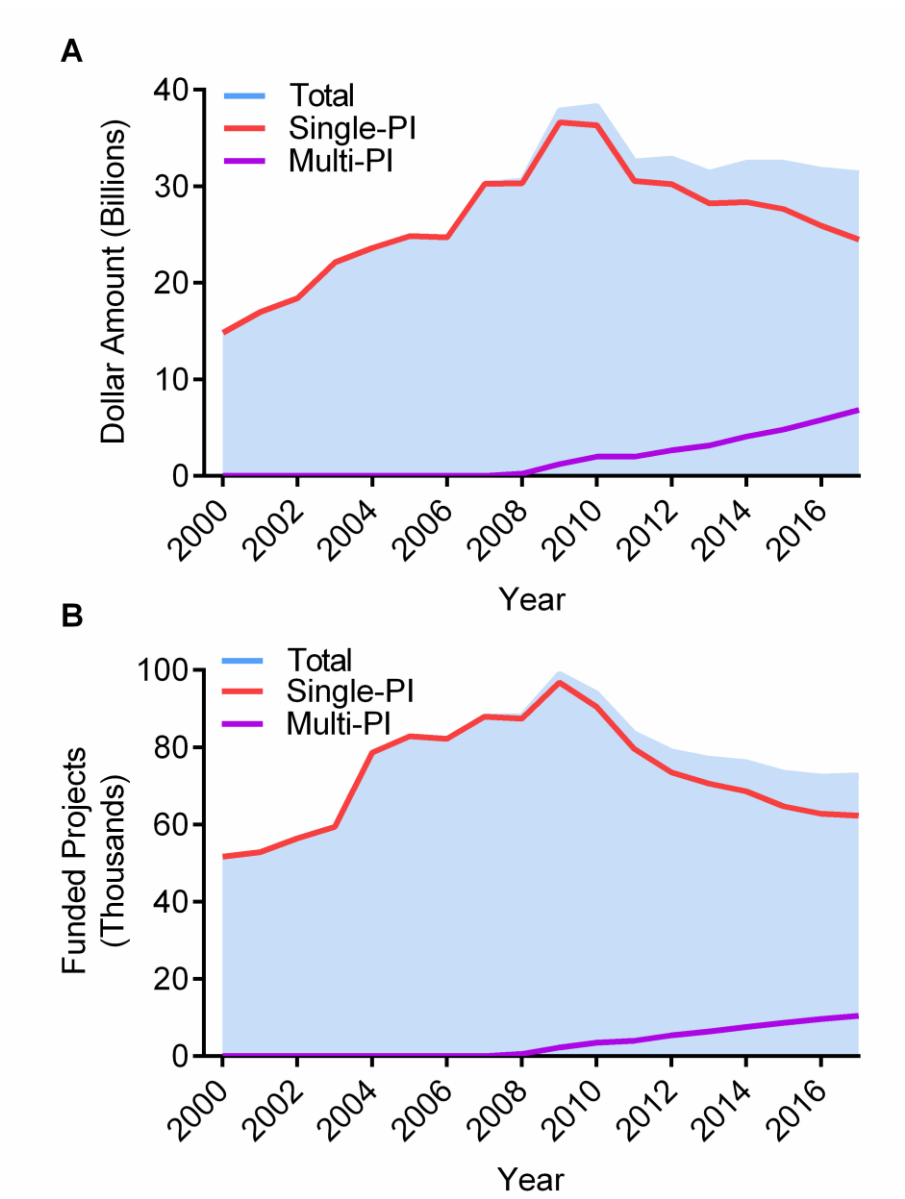 A
40
30
20
10
0
Dollar Amount (Billions)
Total
Single-PI
Multi-PI
2000
2002
2004
2006
2008
2010
2012
2014
2016
Year
B
100
80
60
40
20
0
Funded Projects
(Thousands)
Total
Single-PI
Multi-PI
2000
2002
2004
2006
2008
2010
2012
2014
2016
Year